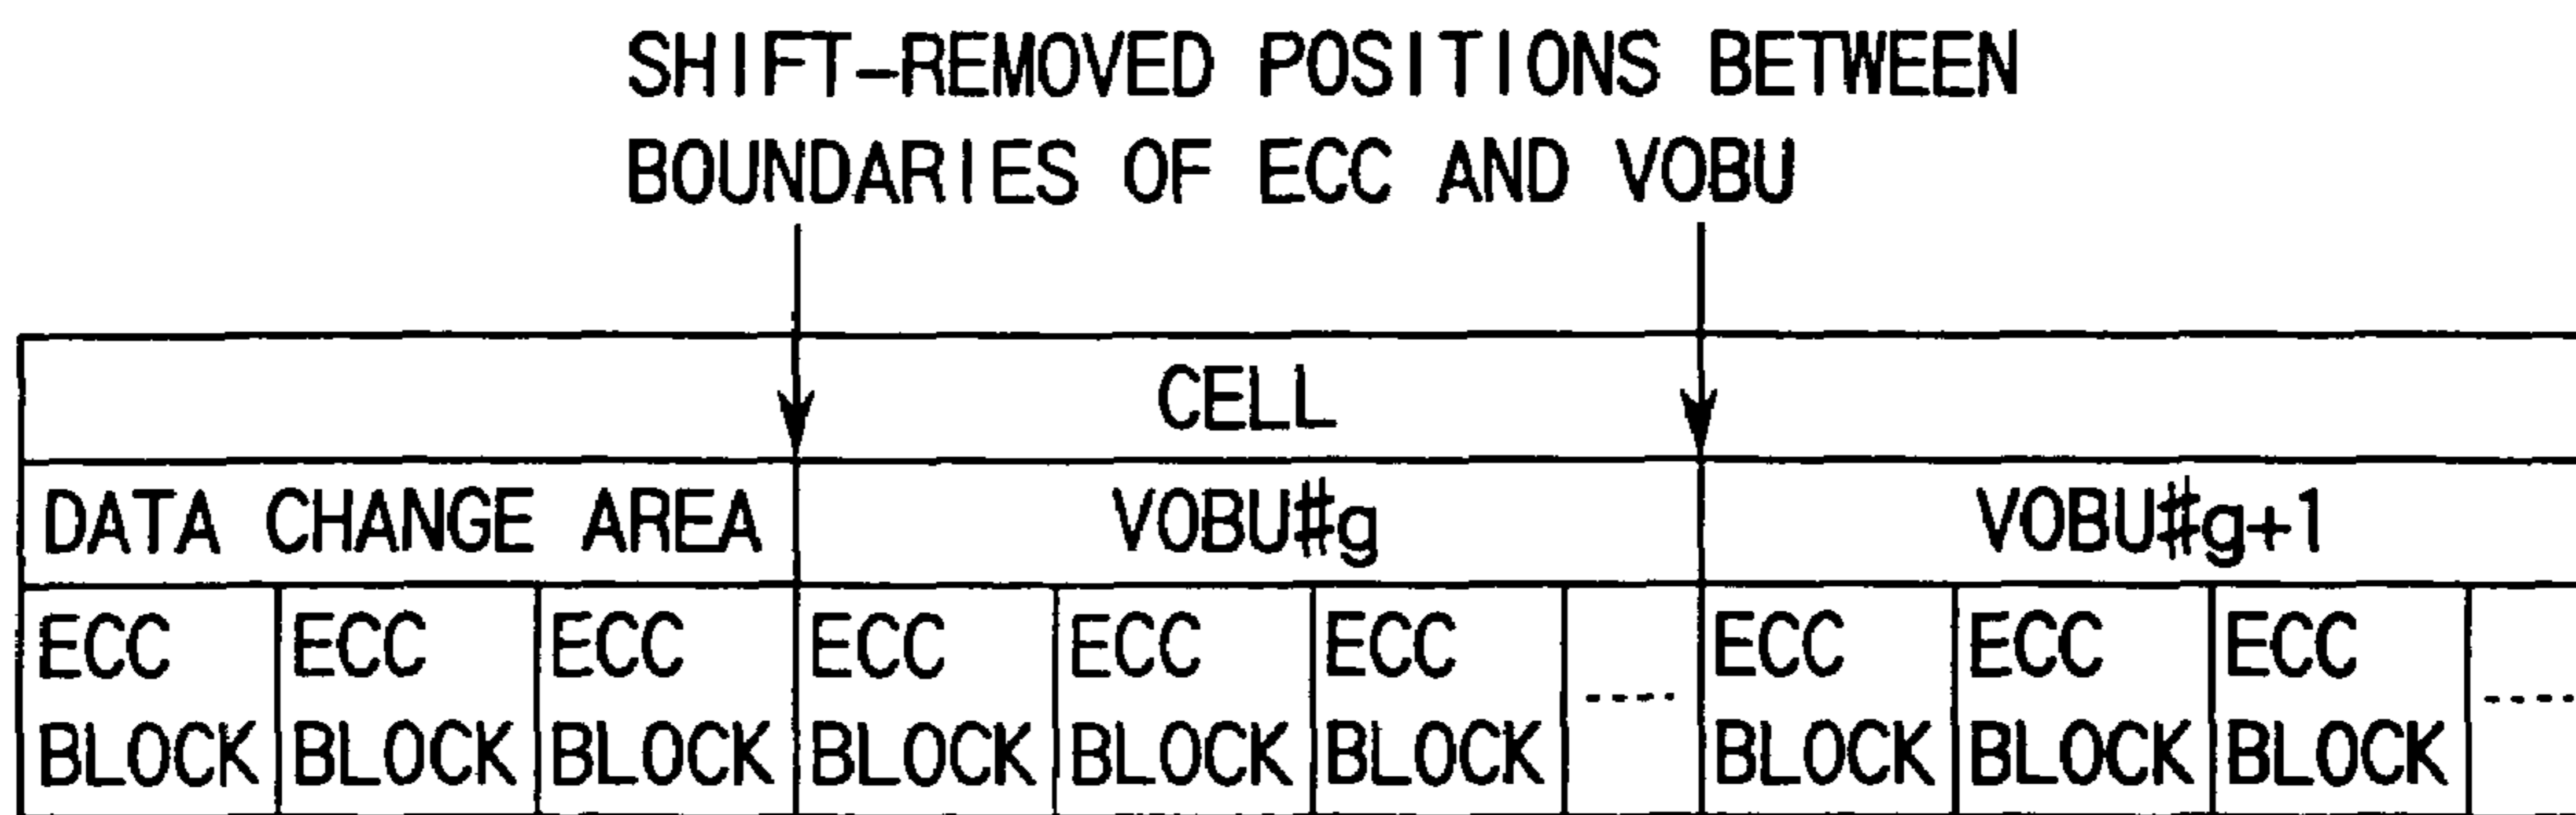 SHIFT-REMOVED POSITIONS BETWEEN
BOUNDARIES OF ECC AND VOBU
CELL
DATA CHANGE AREA VOBU#g VOBU#g+1
ECC ECC ECC ECC ECC ECC ECC ECC ECC
BLOCK BLOCK BLOCK BLOCK BLOCK BLOCK ----- BLOCK BLOCK BLOCK -----